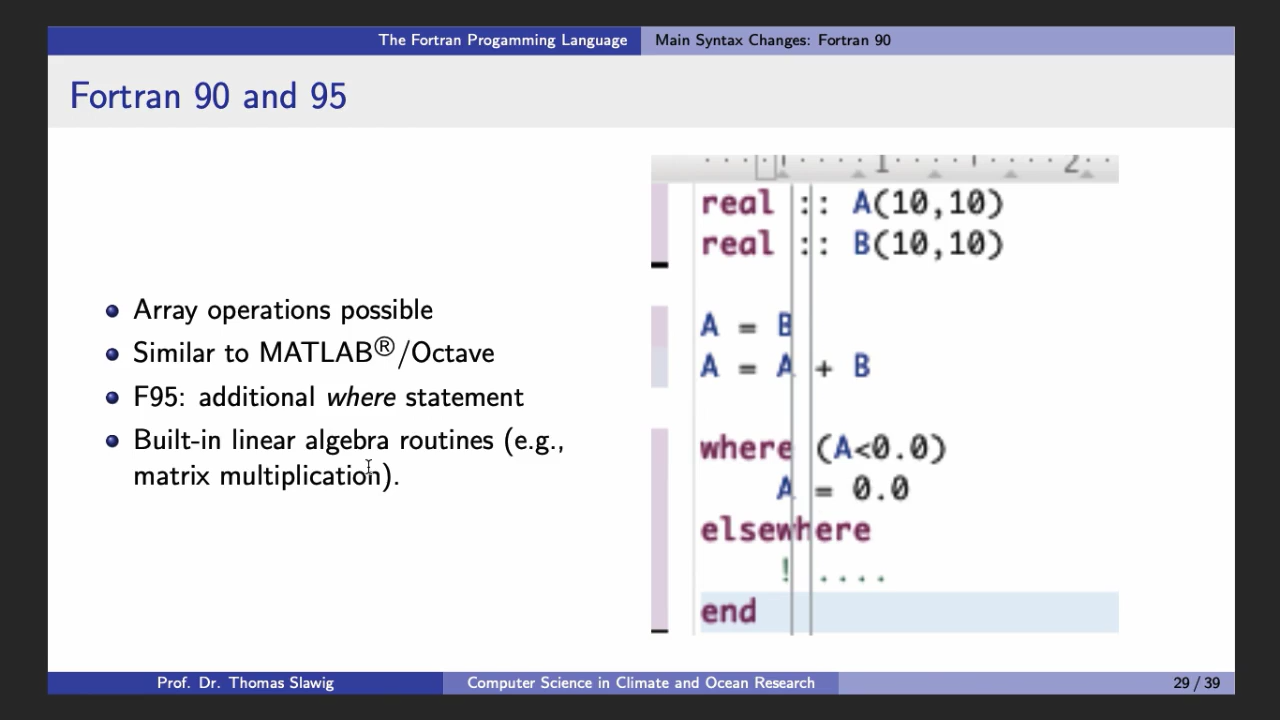 The Fortran Progamming Language Main Syntax Changes: Fortran 90
Fortran 90 and 95
Array operations possible
Similar to MATLAB®/Octave
F95: additional where statement
Built-in linear algebra routines (e.g.,
matrix multiplication).
1 2
real :: A(10,10)
real :: B(10,10)
A = B
A = A + B
where (A<0.0)
A = 0.0
elsewhere
! ....
end
Prof. Dr. Thomas Slawig Computer Science in Climate and Ocean Research 29 / 39